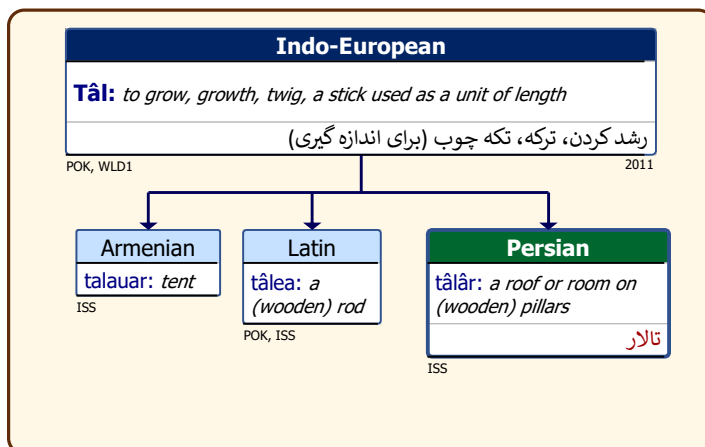 Indo-European
Tâl: to grow, growth, twig, a stick used as a unit of length
رشد کردن، ترکه، تکه چوب (برای اندازه گیری)
POK, WLD1
2011
Armenian
talauar: tent
ISS
Latin
tâlea: a
(wooden) rod
POK, ISS
Persian
tâlâr: a roof or room on
(wooden) pillars
تالار
ISS